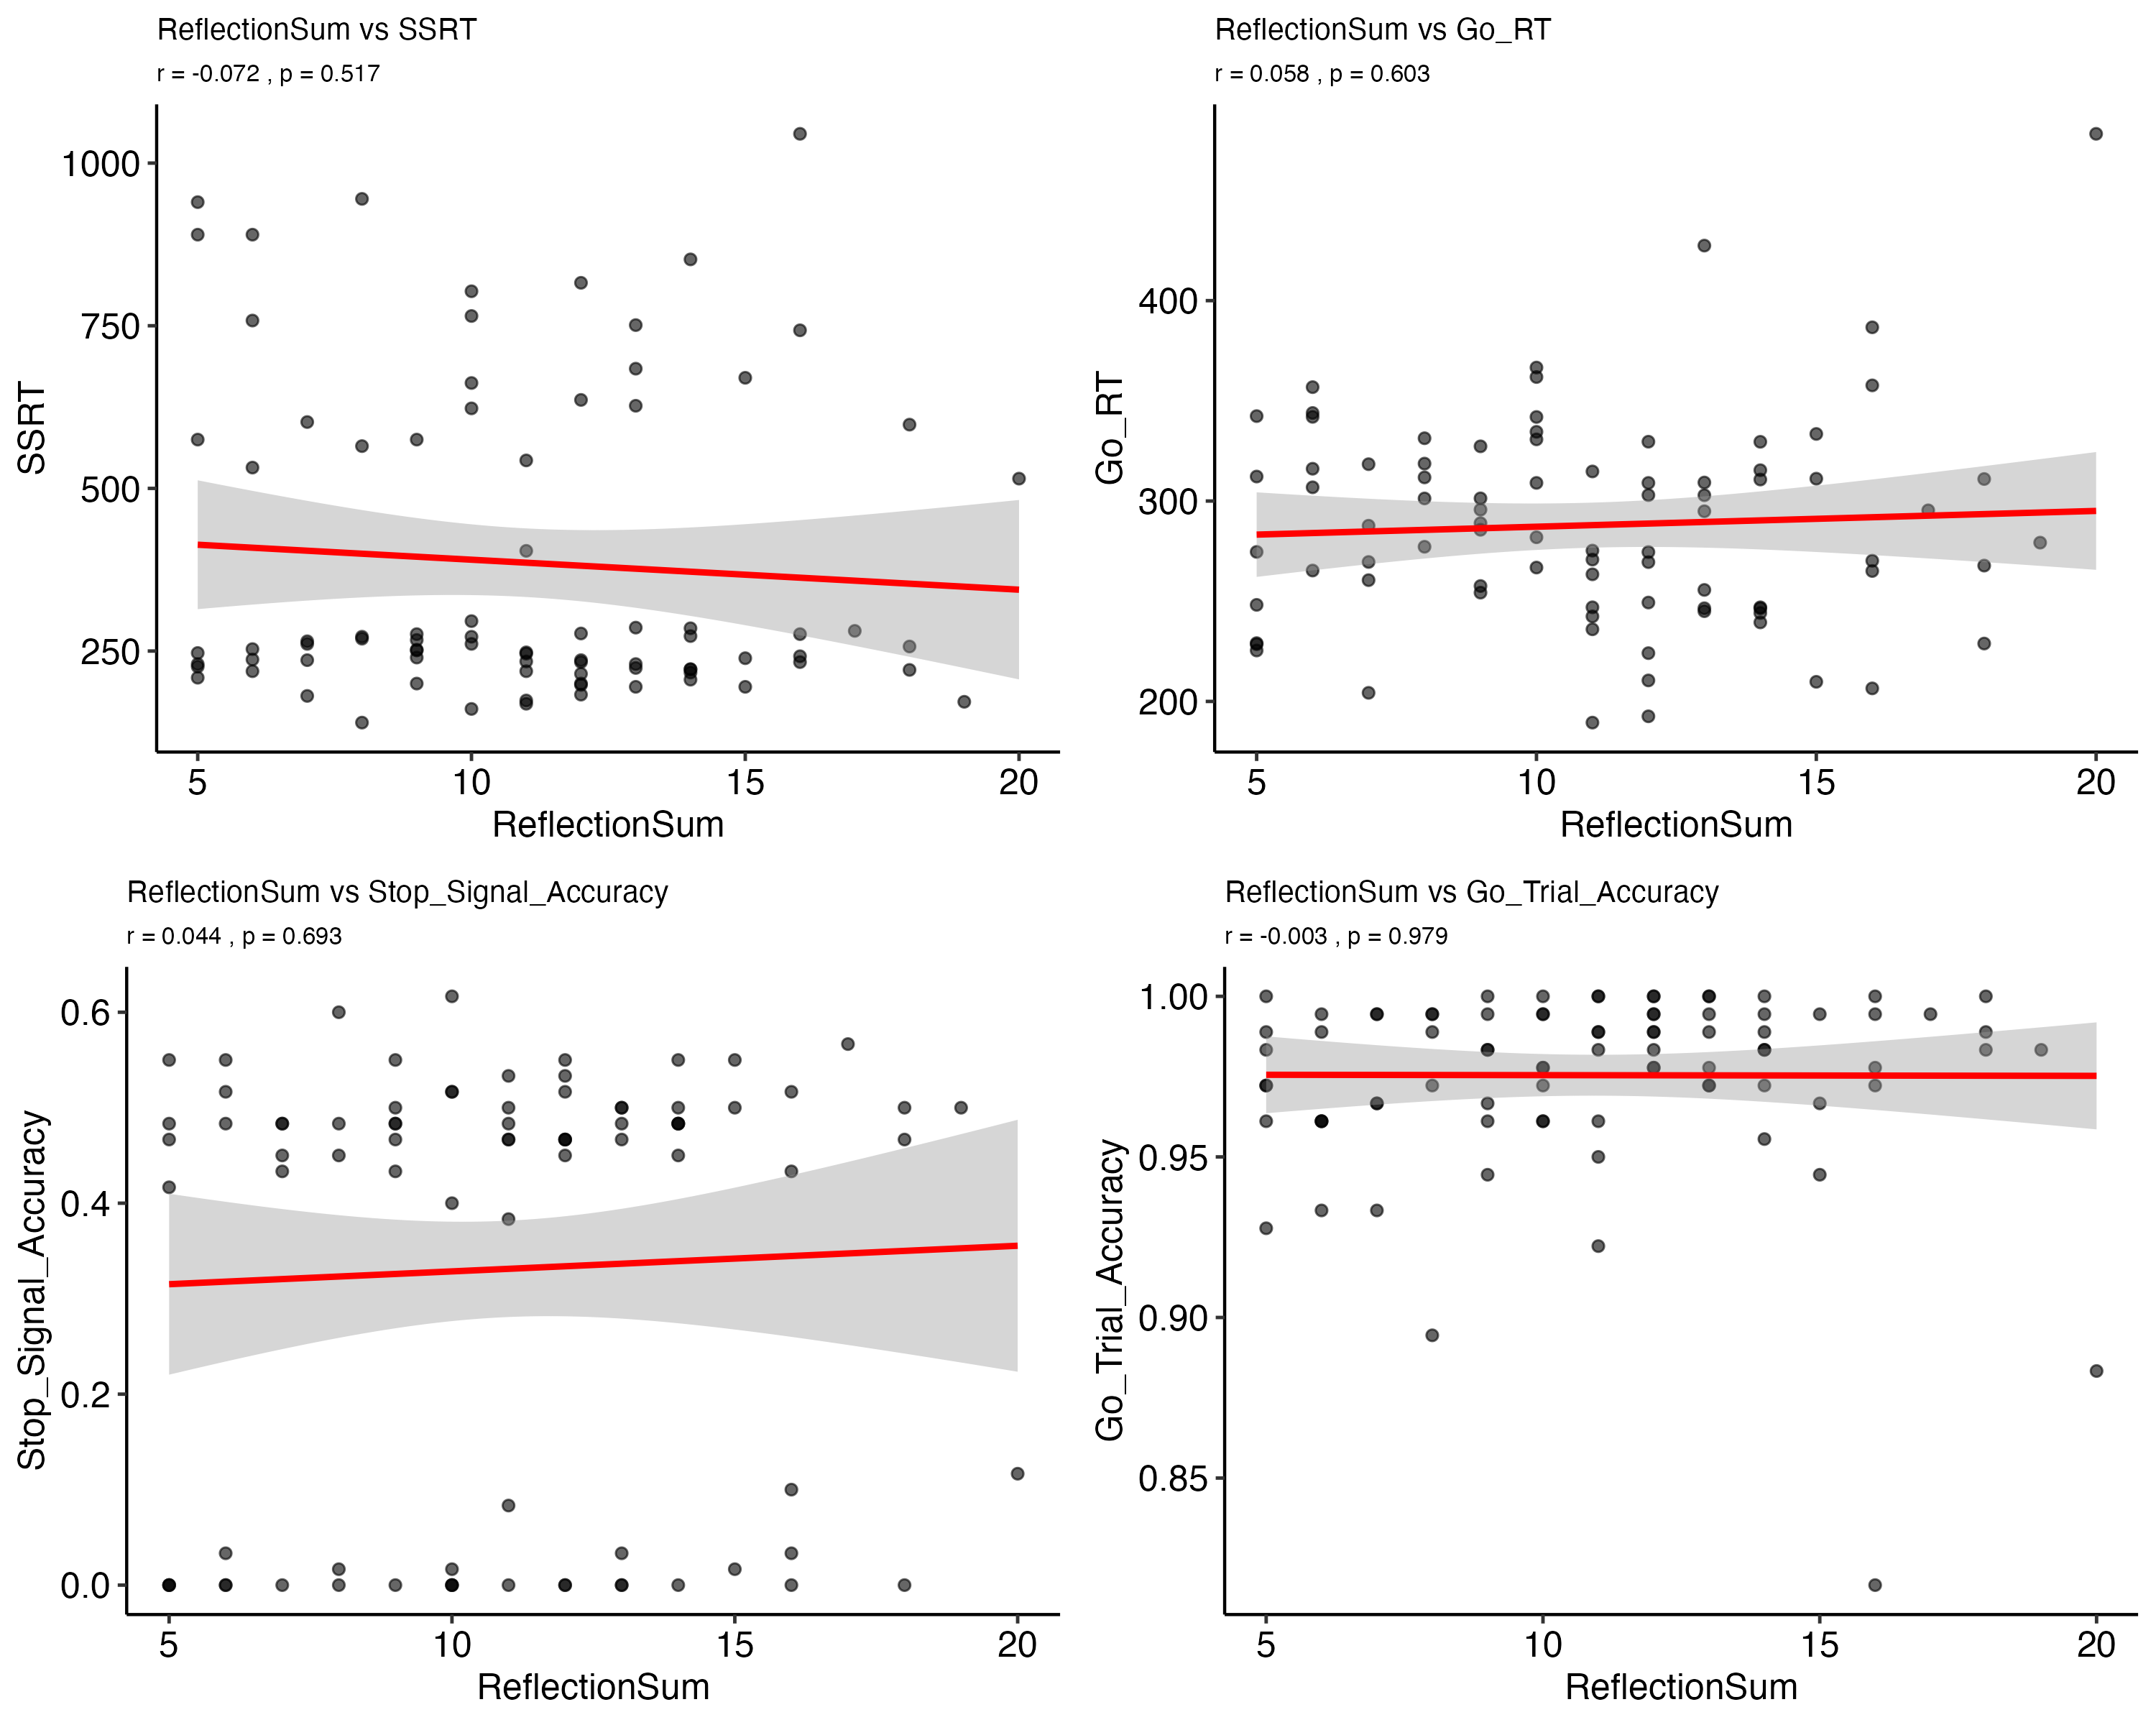 ReflectionSum vs SSRT
r = -0.072 , p = 0.517
SSRT
1000
750
500
250
5 10 15 20
ReflectionSum
ReflectionSum vs Go_RT
r = 0.058 , p = 0.603
Go_RT
400
300
200
5 10 15 20
ReflectionSum
ReflectionSum vs Stop_Signal_Accuracy
r = 0.044 , p = 0.693
Stop_Signal_Accuracy
0.6
0.4
0.2
0.0
5 10 15 20
ReflectionSum
ReflectionSum vs Go_Trial_Accuracy
r = -0.003 , p = 0.979
Go_Trial_Accuracy
1.00
0.95
0.90
0.85
5 10 15 20
ReflectionSum